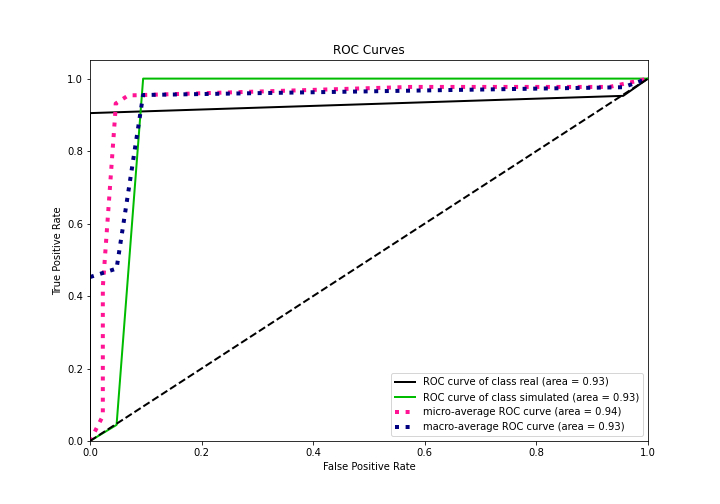 ROC Curves
1.0
0.8
0.6
0.4
0.2
0.0
True Positive Rate
0.0 0.2 0.4 0.6 0.8 1.0
False Positive Rate
ROC curve of class real (area = 0.93)
ROC curve of class simulated (area = 0.93)
micro-average ROC curve (area = 0.94)
macro-average ROC curve (area = 0.93)